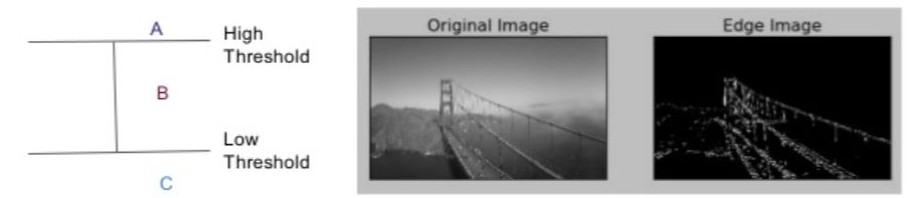 A
High
Threshold
B
Low
Threshold
C
Original Image
Edge Image